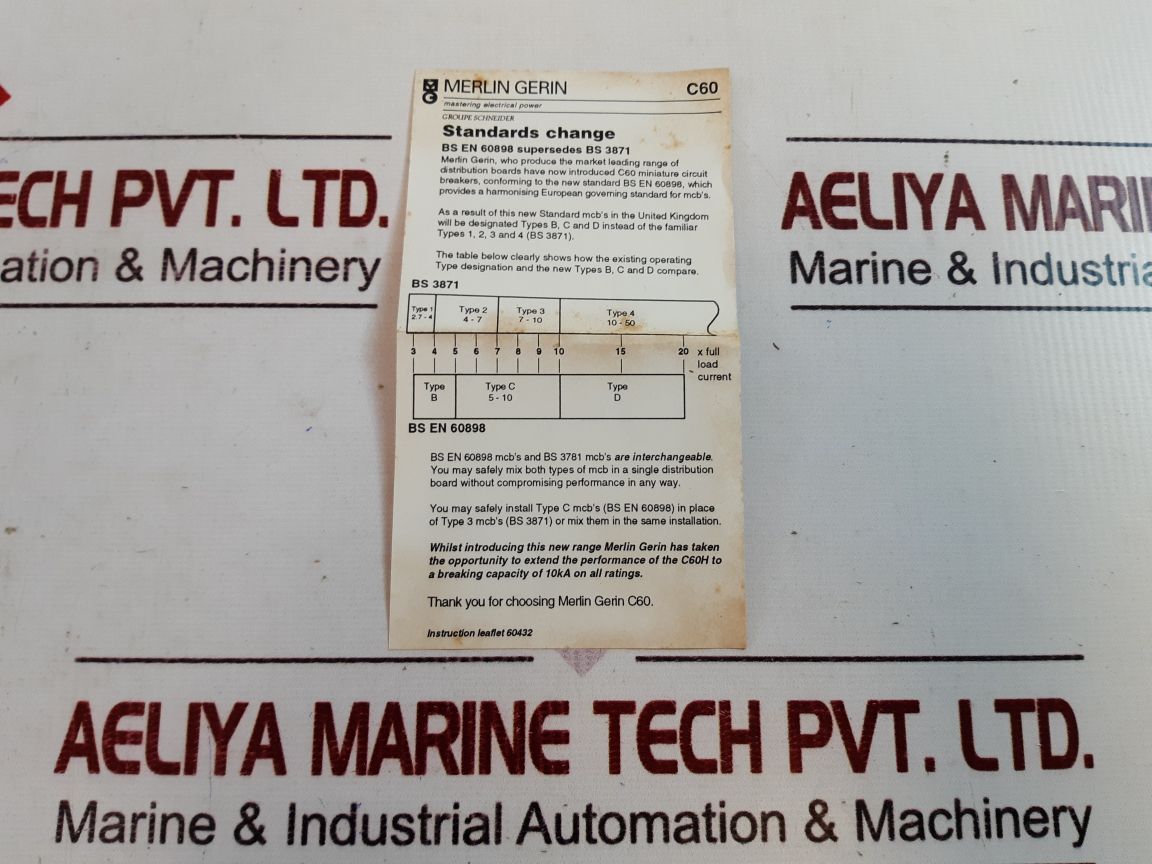 MERLIN GERIN C60
mastering electrical power
GROUPE SCHNEIDER
Standards change
BS EN 60898 supersedes BS 3871
Merlin Gerin, who produce the market leading range of
distribution boards have now introduced C60 miniature circuit
breakers, conforming to the new standard BS EN 60898, which
provides a harmonising European governing standard for mcb's.
As a result of this new Standard mcb's in the United Kingdom
will be designated Types B, C and D instead of the familiar
Types 1, 2, 3 and 4 (BS 3871).
The table below clearly shows how the existing operating
Type designation and the new Types B, C and D compare.
BS 3871
Type 1 Type 2 Type 3 Type 4
2.7 - 4 4 - 7 7 - 10 10 - 50
3 4 5 6 7 8 9 10 15 20 x full
load
current
Type Type C Type
B 5 - 10 D
BS EN 60898
BS EN 60898 mcb's and BS 3781 mcb's are interchangeable.
You may safely mix both types of mcb in a single distribution
board without compromising performance in any way.
You may safely install Type C mcb's (BS EN 60898) in place
of Type 3 mcb's (BS 3871) or mix them in the same installation.
Whilst introducing this new range Merlin Gerin has taken
the opportunity to extend the performance of the C60H to
a breaking capacity of 10kA on all ratings.
Thank you for choosing Merlin Gerin C60.
Instruction leaflet 60432
TECH PVT. LTD.
ation & Machinery
AELIYA MARI
Marine & Industria
AELIYA MARINE TECH PVT. LTD.
Marine & Industrial Automation & Machinery